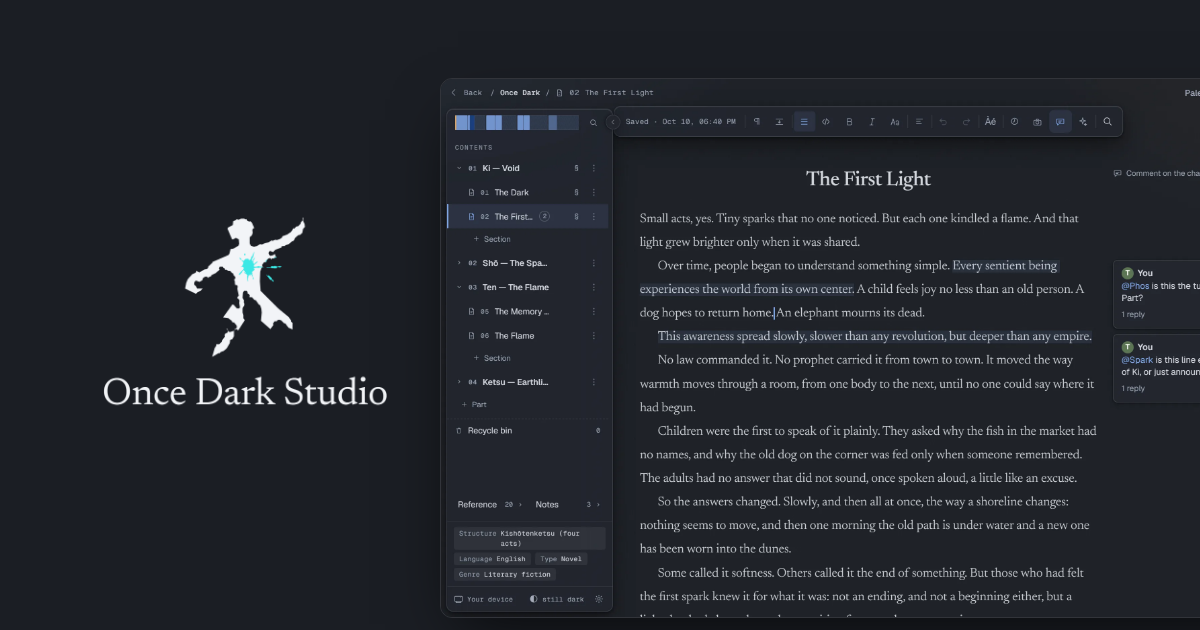 Once Dark Studio
Back / Once Dark / 02 The First Light
Saved · Oct 10, 06:40 PM
CONTENTS
01 Ki — Void
01 The Dark
02 The First… 2
+ Section
02 Shō — The Spa…
03 Ten — The Flame
05 The Memory …
06 The Flame
+ Section
04 Ketsu — Earthli…
+ Part
Recycle bin 0
Reference 20 › Notes 3 ›
Structure Kishōtenketsu (four
acts)
Language English Type Novel
Genre Literary fiction
Your device still dark
The First Light
Small acts, yes. Tiny sparks that no one noticed. But each one kindled a flame. And that
light grew brighter only when it was shared.
Over time, people began to understand something simple. Every sentient being
experiences the world from its own center. A child feels joy no less than an old person. A
dog hopes to return home. An elephant mourns its dead.
This awareness spread slowly, slower than any revolution, but deeper than any empire.
No law commanded it. No prophet carried it from town to town. It moved the way
warmth moves through a room, from one body to the next, until no one could say where it
had begun.
Children were the first to speak of it plainly. They asked why the fish in the market had
no names, and why the old dog on the corner was fed only when someone remembered.
The adults had no answer that did not sound, once spoken aloud, a little like an excuse.
So the answers changed. Slowly, and then all at once, the way a shoreline changes:
nothing seems to move, and then one morning the old path is under water and a new one
has been worn into the dunes.
Some called it softness. Others called it the end of something. But those who had felt
the first spark knew it for what it was: not an ending, and not a beginning either, but a
Comment on the cha
T You
@Phos is this the tu
Part?
1 reply
T You
@Spark is this line e
of Ki, or just announ
1 reply